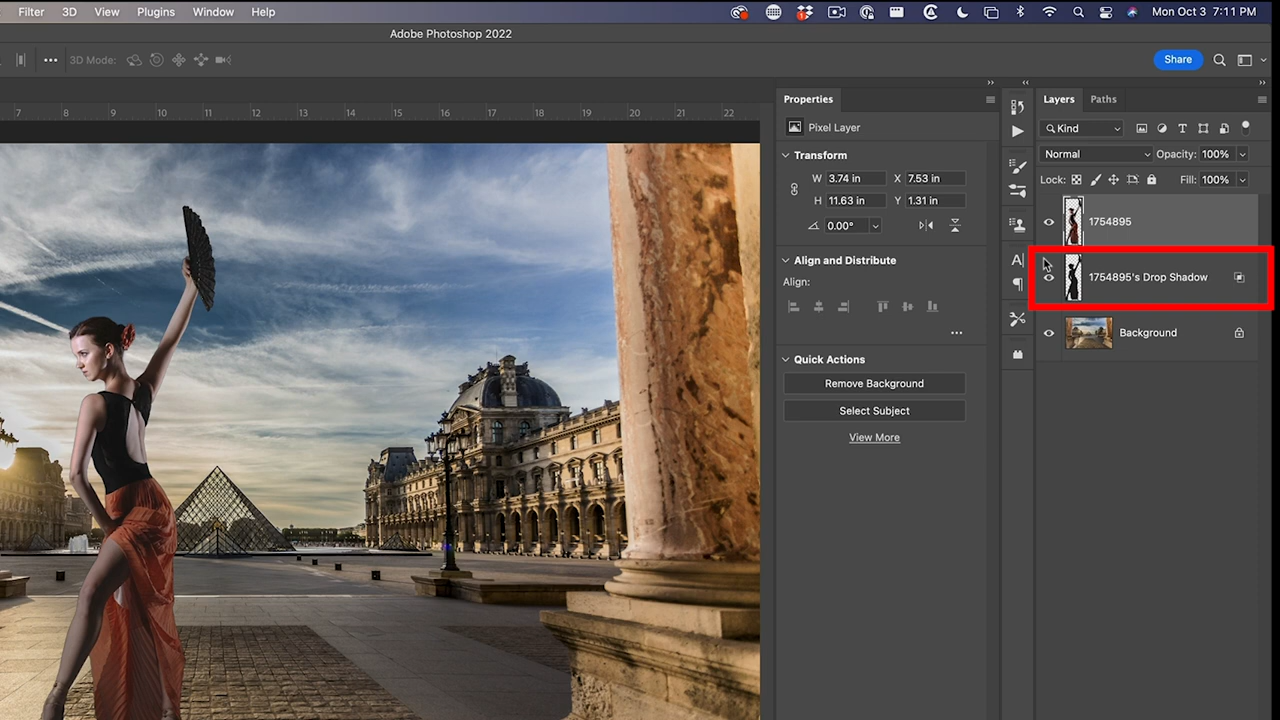 Filter 3D View Plugins Window Help Mon Oct 3 7:11 PM
Adobe Photoshop 2022
3D Mode: Share
Properties Layers Paths
7 8 9 10 11 12 13 14 15 16 17 18 19 20 21 22
Pixel Layer Kind
Transform Normal Opacity: 100%
W 3.74 in X 7.53 in Lock: Fill: 100%
H 11.63 in Y 1.31 in
0.00° 1754895
Align and Distribute
Align: 1754895's Drop Shadow
Background
Quick Actions
Remove Background
Select Subject
View More